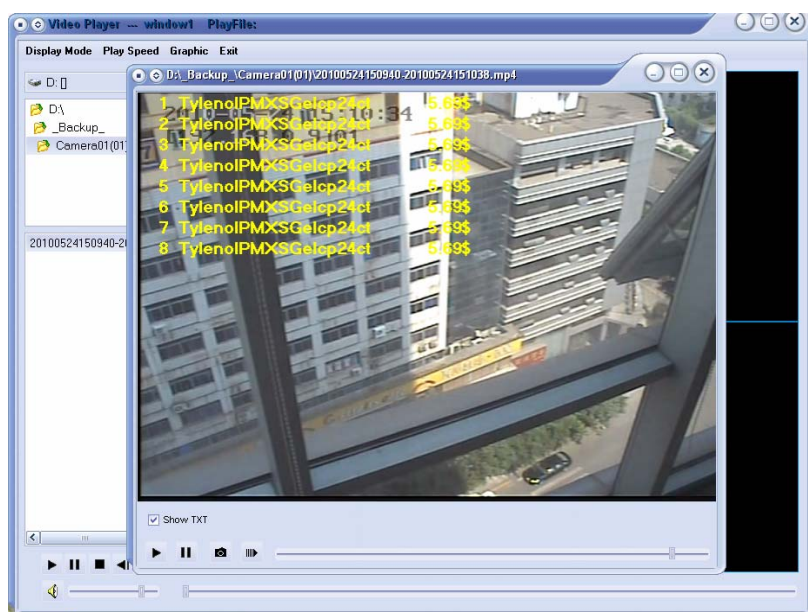 Video Player --- window1 PlayFile:
Display Mode Play Speed Graphic Exit
D: []
D:\
_Backup_
Camera01(01)
20100524150940-20
D:\_Backup_\Camera01(01)\20100524150940-20100524151038.mp4
1 TylenolPMXSGelcp24ct 5.69$
2 TylenolPMXSGelcp24ct 5.69$
3 TylenolPMXSGelcp24ct 5.69$
4 TylenolPMXSGelcp24ct 5.69$
5 TylenolPMXSGelcp24ct 5.69$
6 TylenolPMXSGelcp24ct 5.69$
7 TylenolPMXSGelcp24ct 5.69$
8 TylenolPMXSGelcp24ct 5.69$
Show TXT